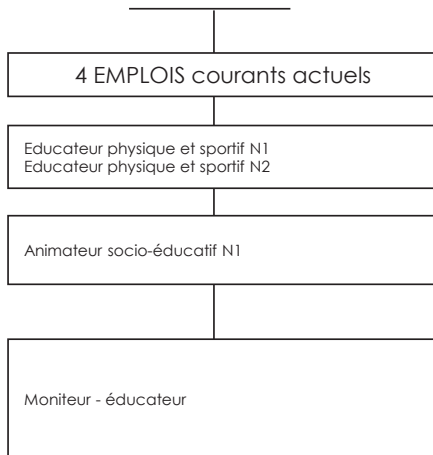 4 EMPLOIS courants actuels
Educateur physique et sportif N1
Educateur physique et sportif N2
Animateur socio-éducatif N1
Moniteur - éducateur